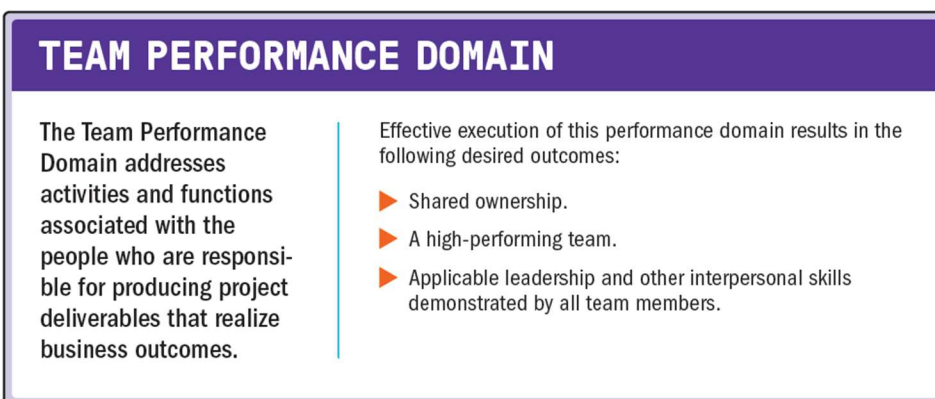 TEAM PERFORMANCE DOMAIN
The Team Performance
Domain addresses
activities and functions
associated with the
people who are responsi-
ble for producing project
deliverables that realize
business outcomes.
Effective execution of this performance domain results in the
following desired outcomes:
Shared ownership.
A high-performing team.
Applicable leadership and other interpersonal skills
demonstrated by all team members.